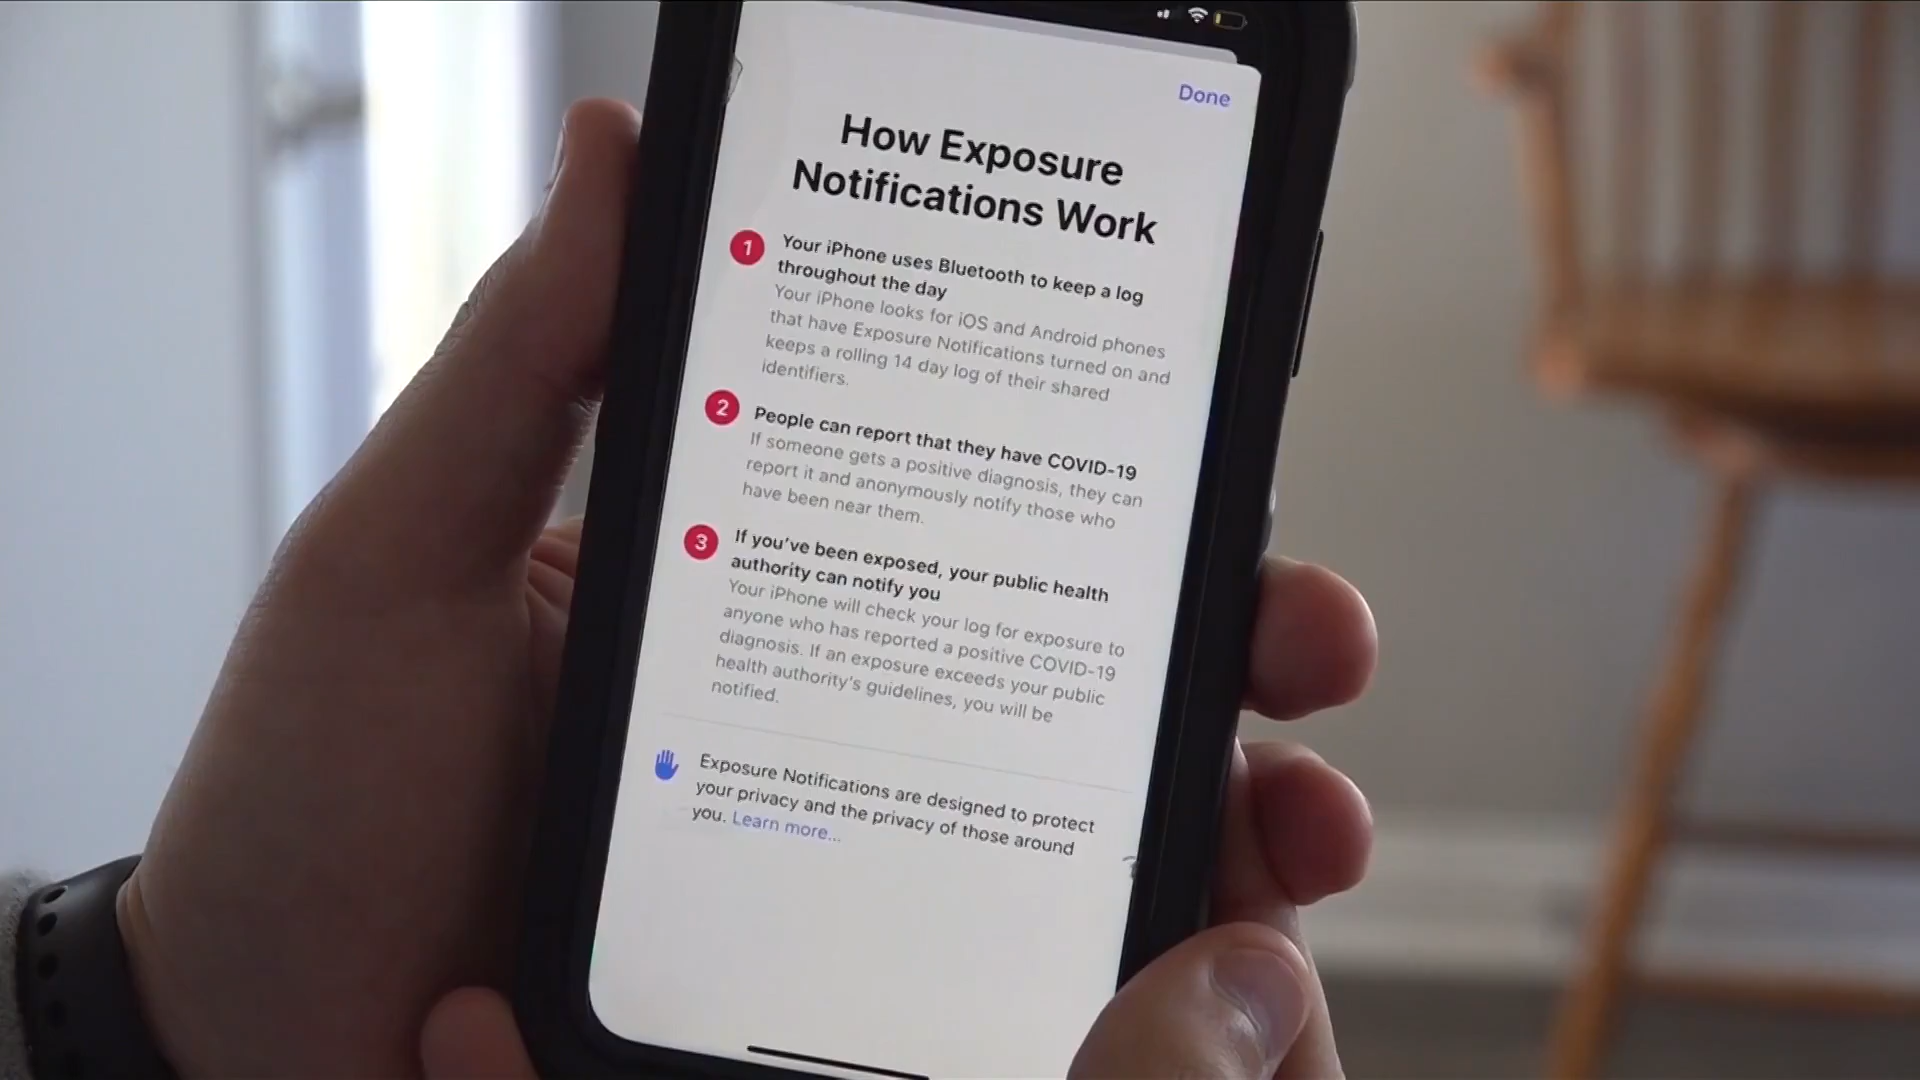 Done
How Exposure
Notifications Work
1
Your iPhone uses Bluetooth to keep a log
throughout the day
Your iPhone looks for iOS and Android phones
that have Exposure Notifications turned on and
keeps a rolling 14 day log of their shared
identifiers.
2
People can report that they have COVID-19
If someone gets a positive diagnosis, they can
report it and anonymously notify those who
have been near them.
3
If you’ve been exposed, your public health
authority can notify you
Your iPhone will check your log for exposure to
anyone who has reported a positive COVID-19
diagnosis. If an exposure exceeds your public
health authority’s guidelines, you will be
notified.
Exposure Notifications are designed to protect
your privacy and the privacy of those around
you. Learn more...